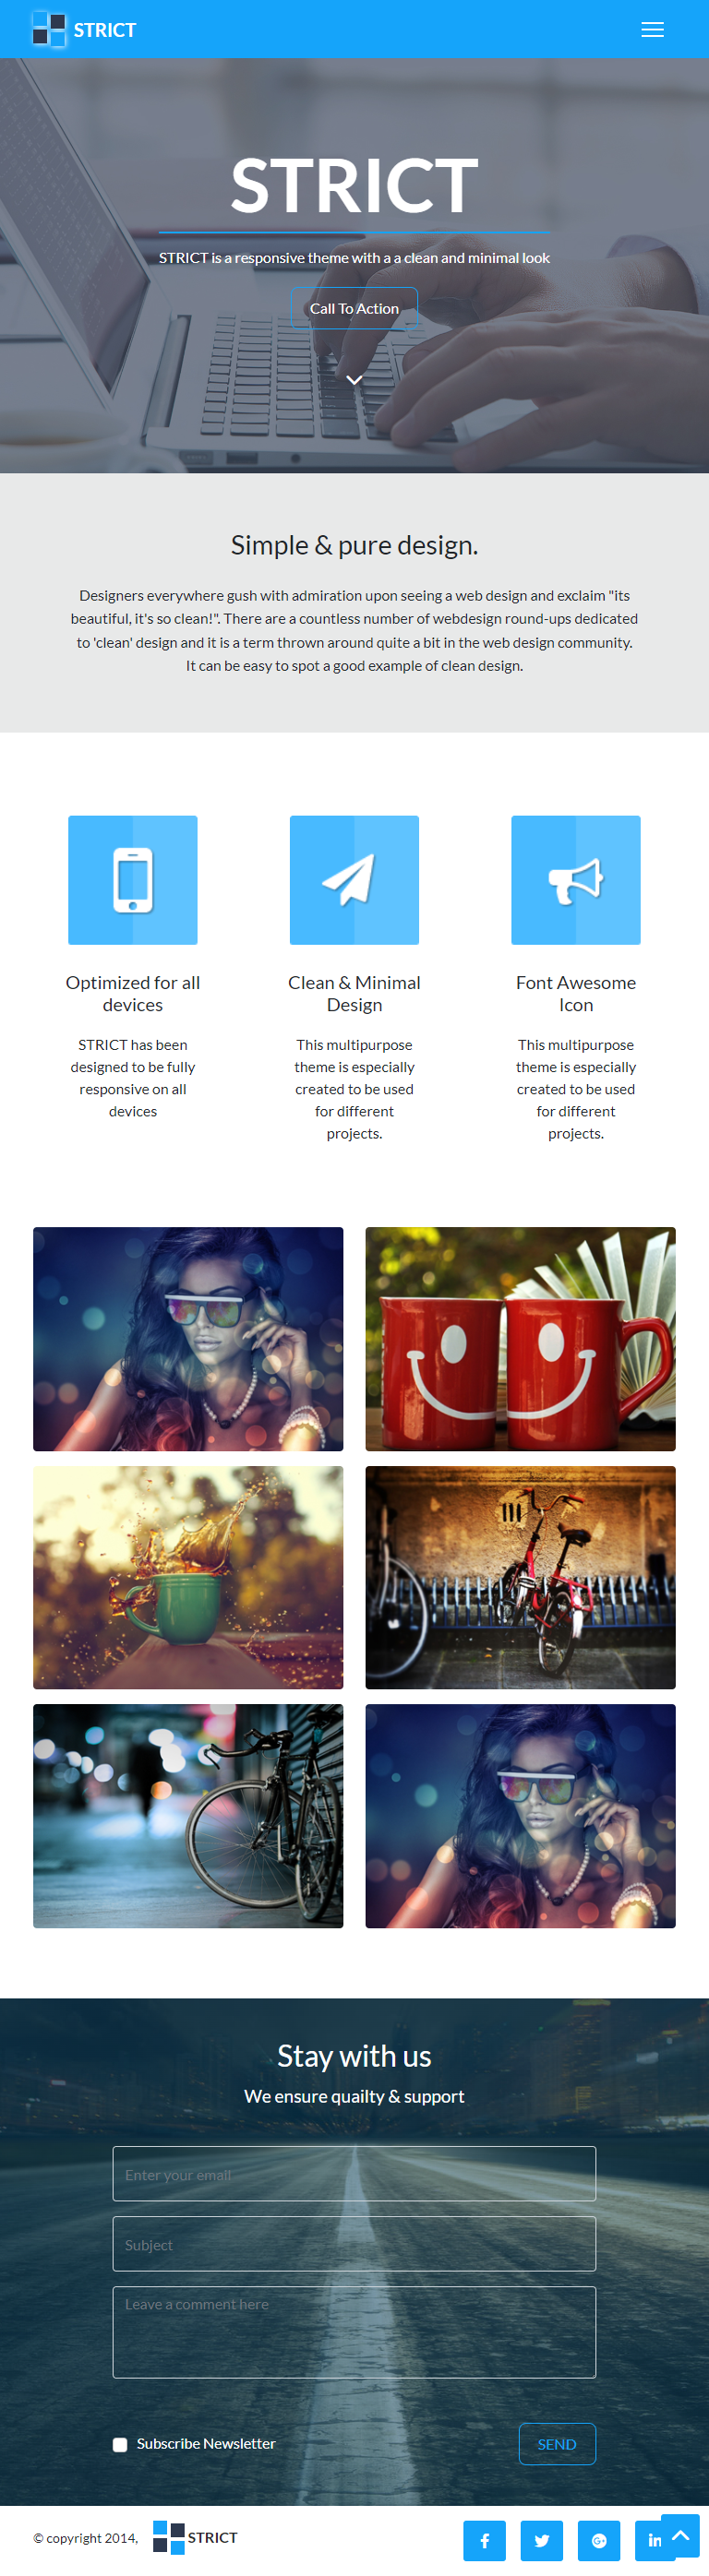 STRICT
STRICT
STRICT is a responsive theme with a a clean and minimal look
Call To Action
Simple & pure design.
Designers everywhere gush with admiration upon seeing a web design and exclaim "its
beautiful, it's so clean!". There are a countless number of webdesign round-ups dedicated
to 'clean' design and it is a term thrown around quite a bit in the web design community.
It can be easy to spot a good example of clean design.
Optimized for all
devices
STRICT has been
designed to be fully
responsive on all
devices
Clean & Minimal
Design
This multipurpose
theme is especially
created to be used
for different
projects.
Font Awesome
Icon
This multipurpose
theme is especially
created to be used
for different
projects.
Stay with us
We ensure quailty & support
Enter your email
Subject
Leave a comment here
Subscribe Newsletter
SEND
© copyright 2014,
STRICT